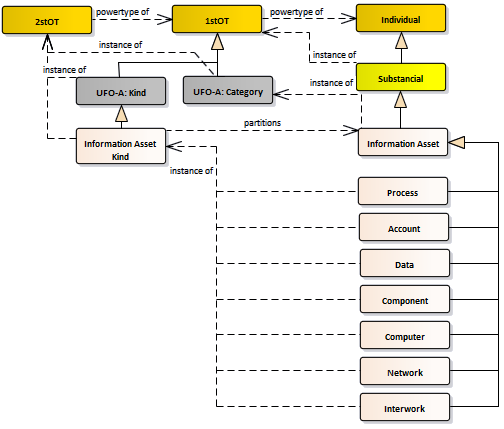 powertype of
powertype of
2stOT
1stOT
Individual
instance of
instance of
instance of
instance of
Substancial
UFO-A: Kind
UFO-A: Category
partitions
Information Asset
Kind
Information Asset
instance of
Process
Account
Data
Component
Computer
Network
Interwork